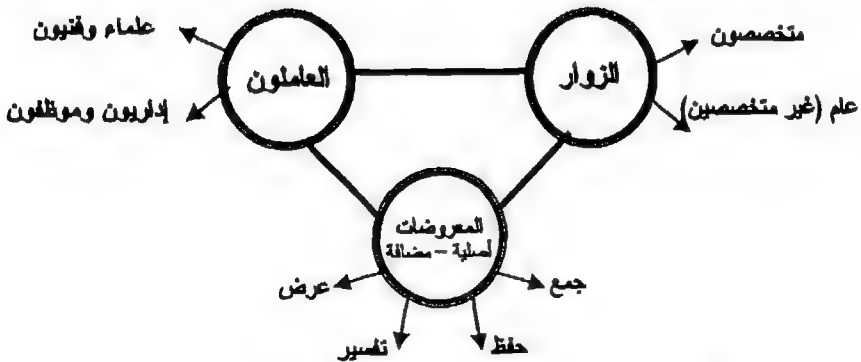 متخصصون
الزوار
عام (غير متخصصين)
علماء وفنيون
العاملون
إداريون وموظفون
المعروضات
أصلية – مضافة
جمع
حفظ
تفسير
عرض